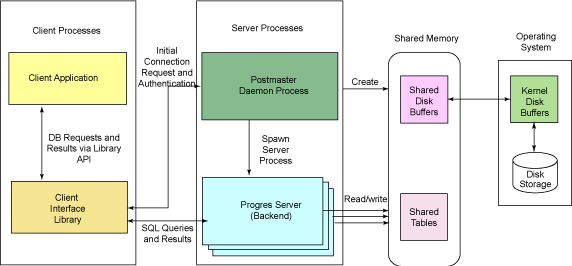 Client Processes
Server Processes
Shared Memory
Operating
System
Initial
Connection
Request and
Authentication
Client Application
Postmaster
Daemon Process
Create
Shared
Disk
Buffers
Kernel
Disk
Buffers
DB Requests and
Results via Library
API
Spawn
Server
Process
Disk
Storage
Client
Interface
Library
Progres Server
(Backend)
Read/write
Shared
Tables
SQL Queries
and Results